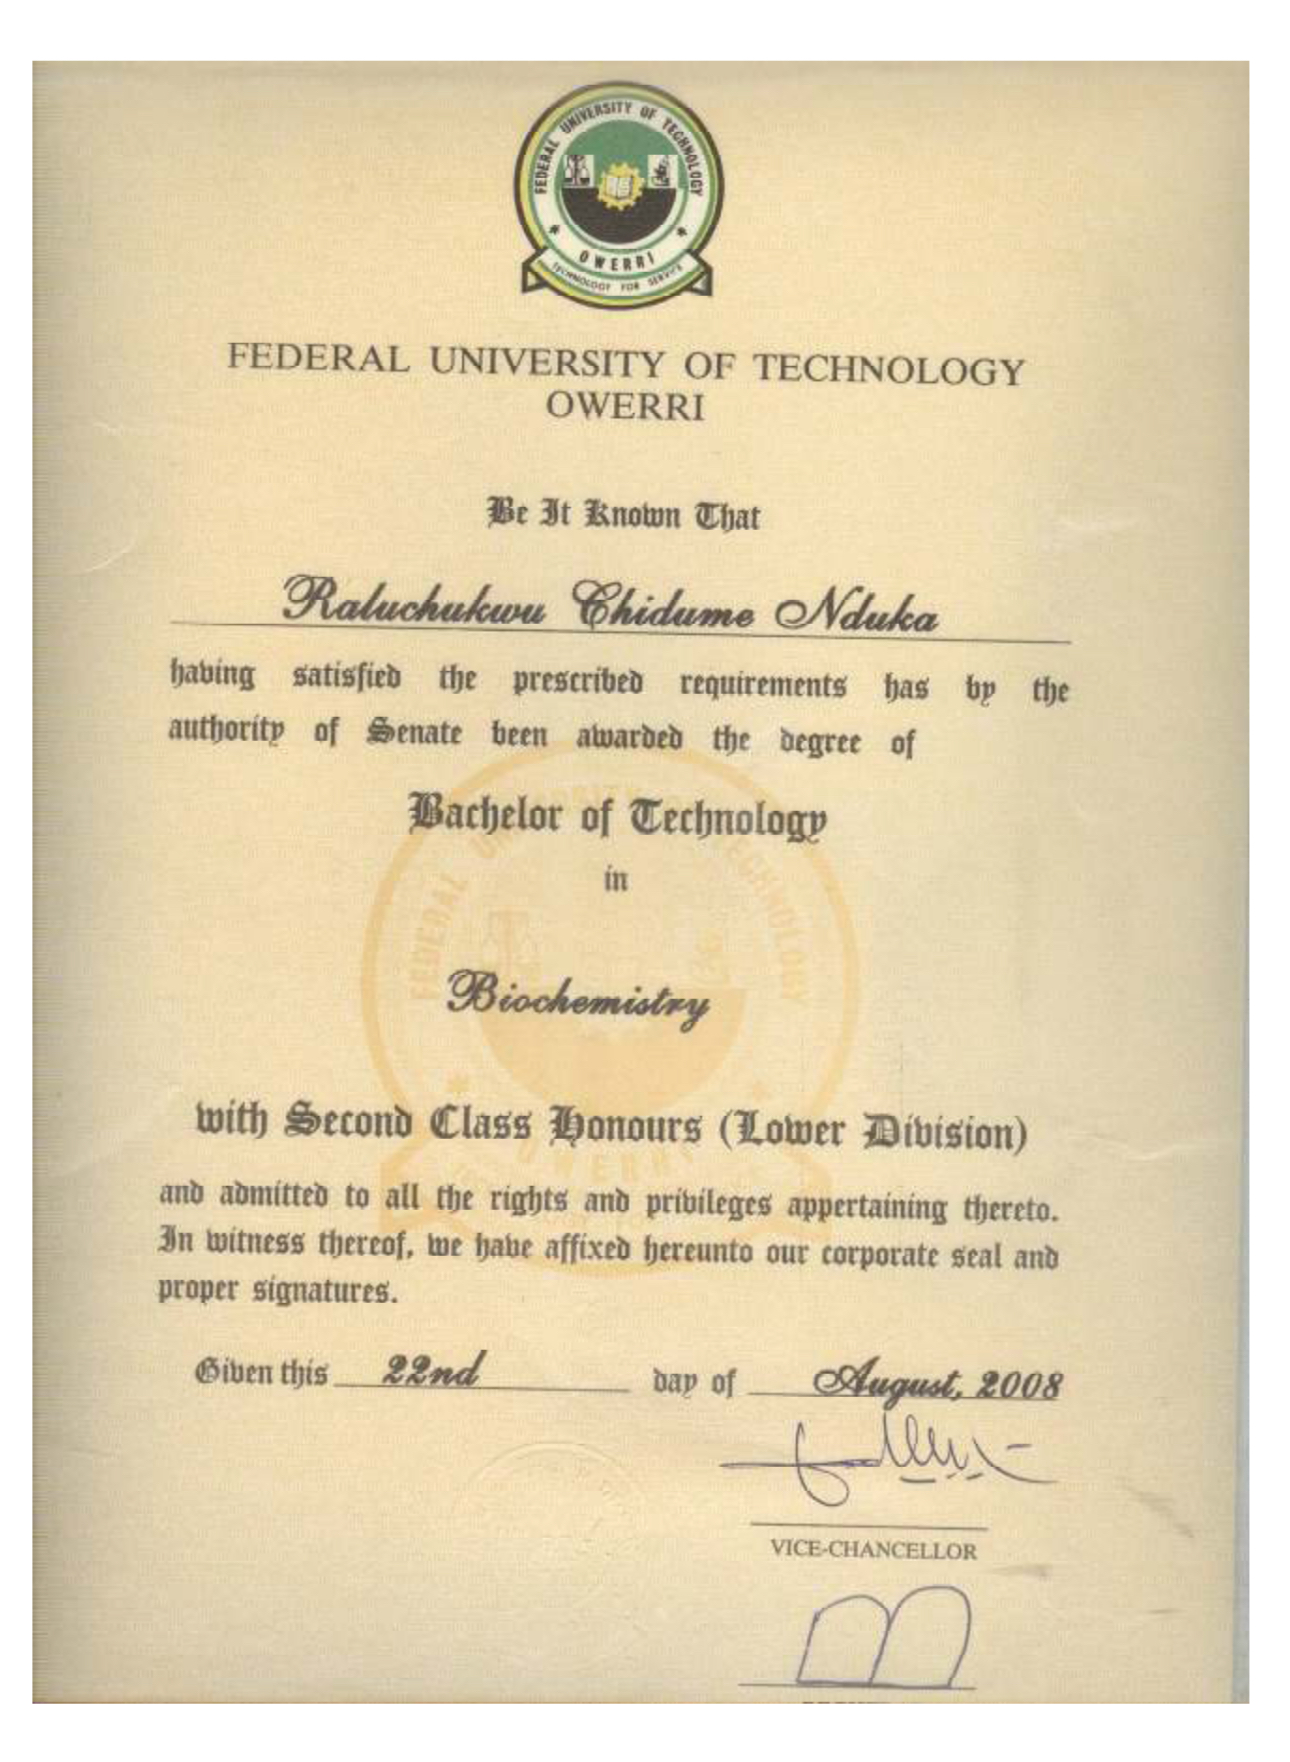 FEDERAL UNIVERSITY OF TECHNOLOGY
OWERRI
TECHNOLOGY FOR SERVICE
FEDERAL UNIVERSITY OF TECHNOLOGY
OWERRI
Be It Known That
Raluchukwu Chidume Nduka
having satisfied the prescribed requirements has by the
authority of Senate been awarded the degree of
Bachelor of Technology
in
Biochemistry
with Second Class Honours (Lower Division)
and admitted to all the rights and privileges appertaining thereto.
In witness thereof, we have affixed hereunto our corporate seal and
proper signatures.
Given this 22nd day of August, 2008
VICE-CHANCELLOR